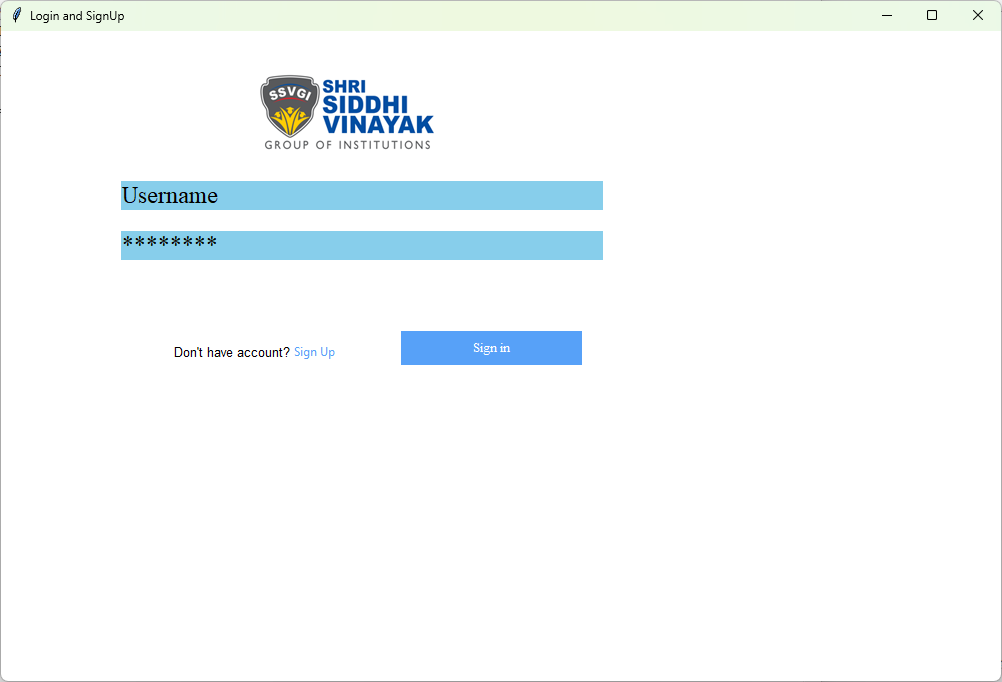 Login and SignUp
SSVGI
SHRI
SIDDHI
VINAYAK
GROUP OF INSTITUTIONS
Username
********
Don't have account? Sign Up
Sign in